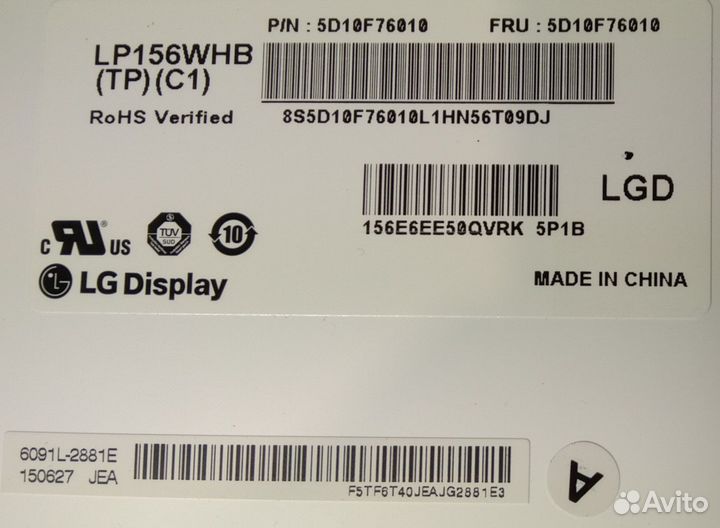 P/N : 5D10F76010 FRU : 5D10F76010
LP156WHB
(TP)(C1)
RoHS Verified
8S5D10F76010L1HN56T09DJ
LGD
156E6EE50QVRK 5P1B
c RU US
TÜV
SÜD
10
LG Display
MADE IN CHINA
6091L-2881E
150627 JEA
F5TF6T40JEAJG2881E3
A
Avito